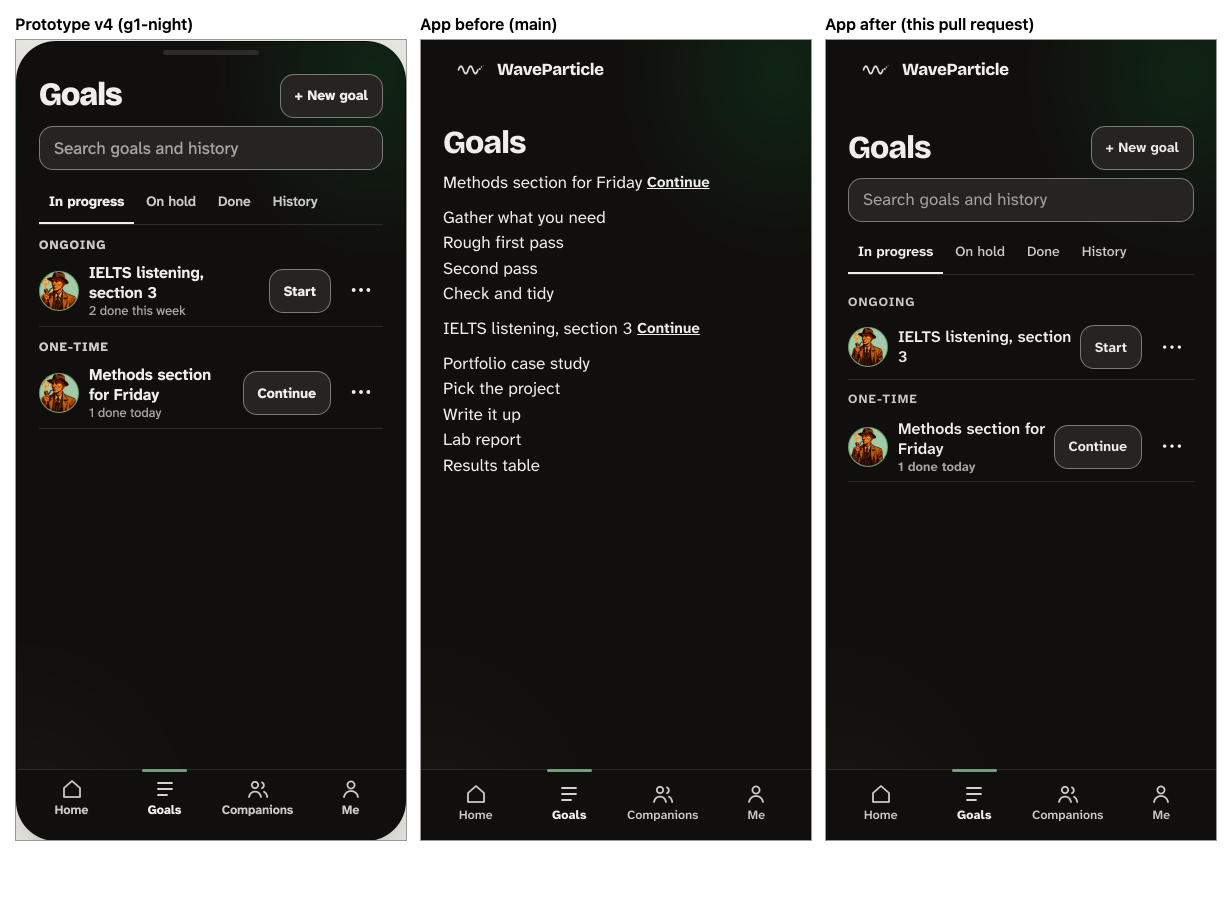 Prototype v4 (g1-night)
Goals
+ New goal
Search goals and history
In progress
On hold
Done
History
ONGOING
IELTS listening,
section 3
2 done this week
Start
ONE-TIME
Methods section
for Friday
1 done today
Continue
Home
Goals
Companions
Me
App before (main)
WaveParticle
Goals
Methods section for Friday Continue
Gather what you need
Rough first pass
Second pass
Check and tidy
IELTS listening, section 3 Continue
Portfolio case study
Pick the project
Write it up
Lab report
Results table
Home
Goals
Companions
Me
App after (this pull request)
WaveParticle
Goals
+ New goal
Search goals and history
In progress
On hold
Done
History
ONGOING
IELTS listening, section
3
Start
ONE-TIME
Methods section for
Friday
1 done today
Continue
Home
Goals
Companions
Me